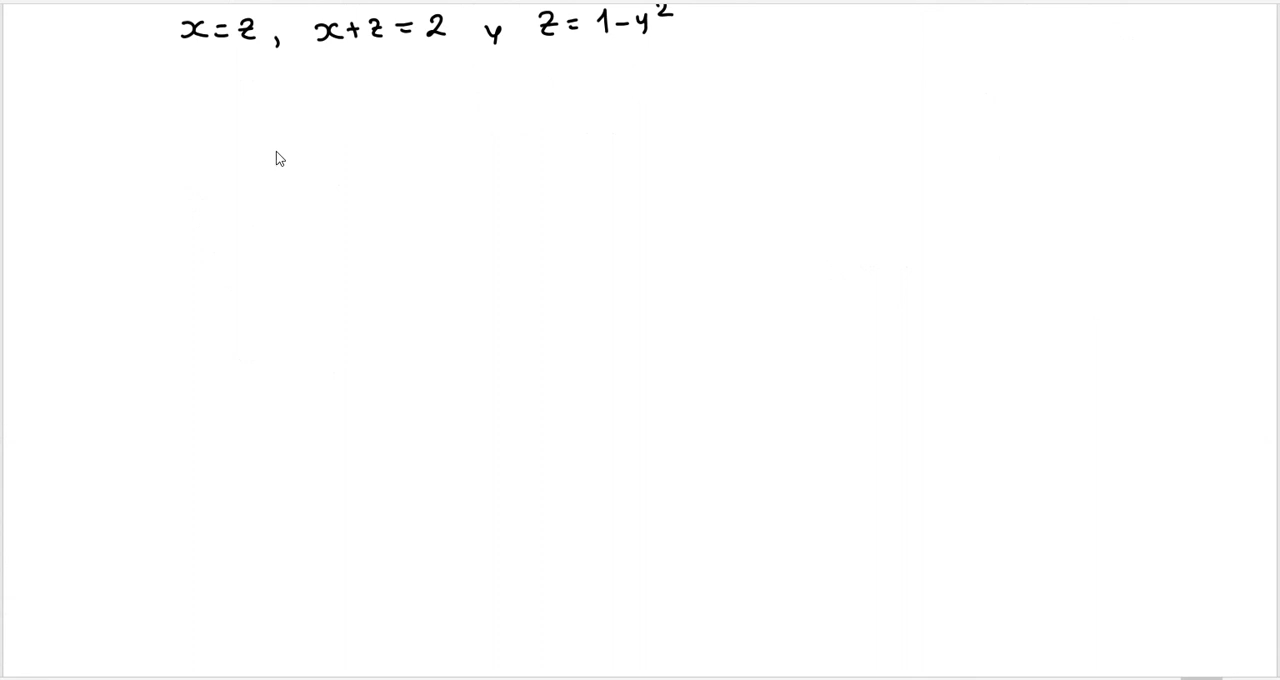 x=z, x+z=2 y z=1-y²